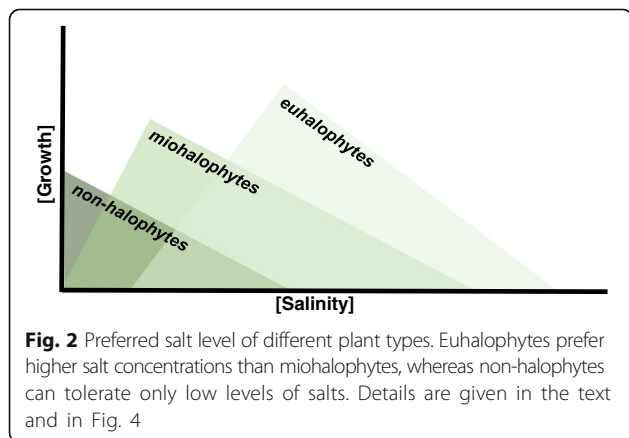 [Growth]
euhalophytes
miohalophytes
non-halophytes
[Salinity]
Fig. 2 Preferred salt level of different plant types. Euhalophytes prefer
higher salt concentrations than miohalophytes, whereas non-halophytes
can tolerate only low levels of salts. Details are given in the text
and in Fig. 4